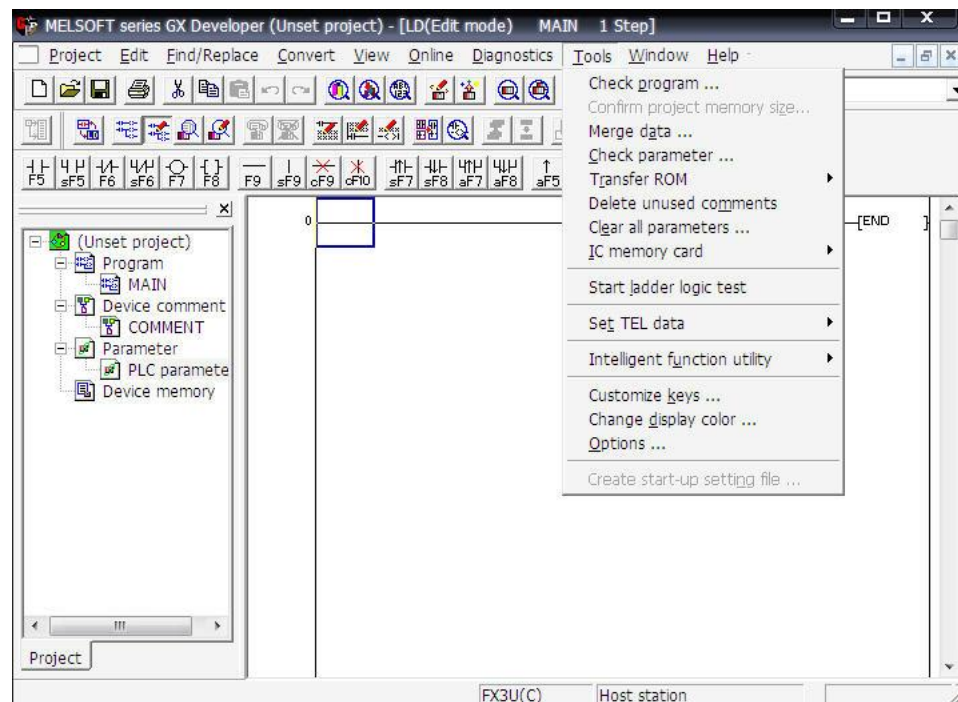 MELSOFT series GX Developer (Unset project) - [LD(Edit mode) MAIN 1 Step]
Project Edit Find/Replace Convert View Online Diagnostics Tools Window Help
F5 sF5 F6 sF6 F7 F8 F9 sF9 cF9 cF10 sF7 sF8 aF7 aF8 aF5
(Unset project)
Program
MAIN
Device comment
COMMENT
Parameter
PLC paramete
Device memory
Project
0
[END ]
Check program ...
Confirm project memory size...
Merge data ...
Check parameter ...
Transfer ROM
Delete unused comments
Clear all parameters ...
IC memory card
Start ladder logic test
Set TEL data
Intelligent function utility
Customize keys ...
Change display color ...
Options ...
Create start-up setting file ...
FX3U(C) Host station